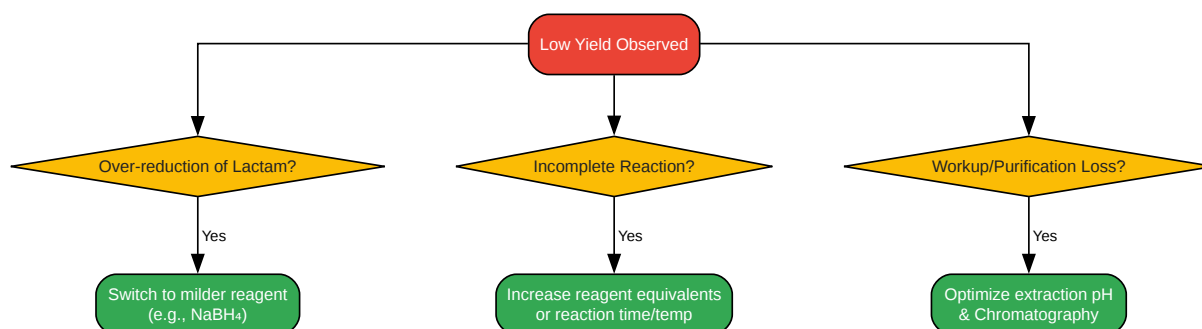 Low Yield Observed
Over-reduction of Lactam?
Incomplete Reaction?
Workup/Purification Loss?
Yes
Yes
Yes
Switch to milder reagent
(e.g., NaBH₄)
Increase reagent equivalents
or reaction time/temp
Optimize extraction pH
& Chromatography